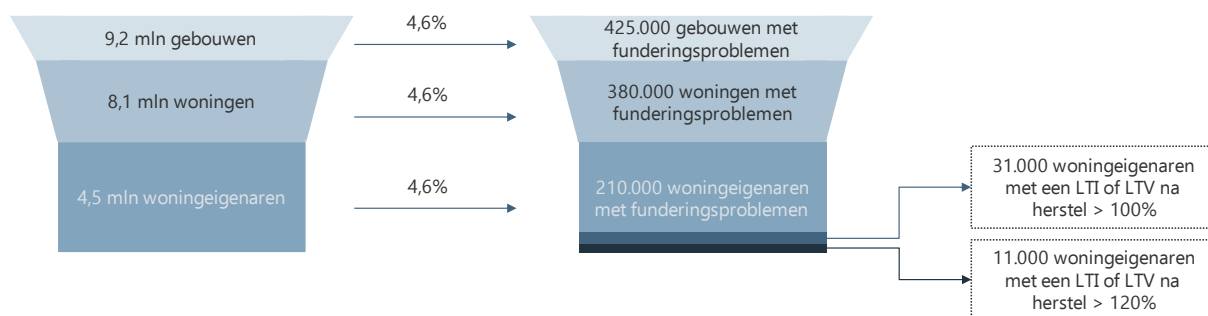 9,2 mln gebouwen
4,6%
425.000 gebouwen met
funderingsproblemen
8,1 mln woningen
4,6%
380.000 woningen met
funderingsproblemen
4,5 mln woningeigenaren
4,6%
210.000 woningeigenaren
met funderingsproblemen
31.000 woningeigenaren
met een LTI of LTV na
herstel > 100%
11.000 woningeigenaren
met een LTI of LTV na
herstel > 120%